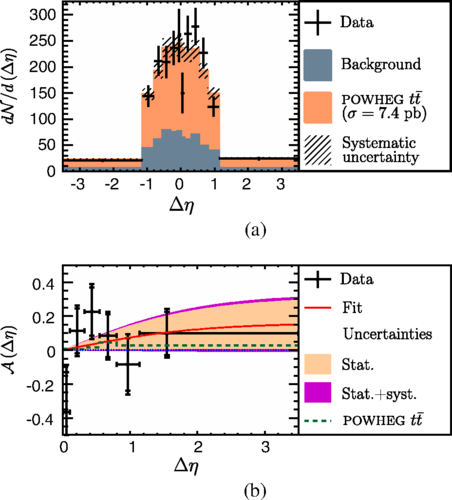 dN/d(Δη)
300
250
200
150
100
50
0
-3 -2 -1 0 1 2 3
Δη
Data
Background
POWHEG tt̄
(σ = 7.4 pb)
Systematic
uncertainty
(a)
A(Δη)
0.4
0.2
0
-0.2
-0.4
0 1 2 3
Δη
Data
Fit
Uncertainties
Stat.
Stat.+syst.
POWHEG tt̄
(b)